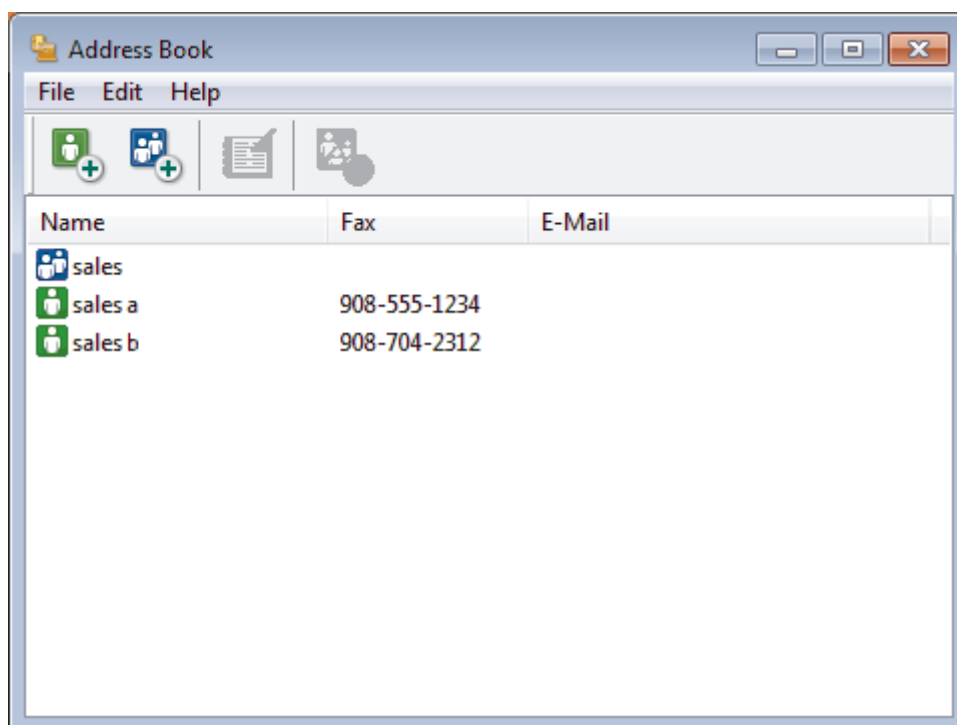 Address Book
File Edit Help
Name Fax E-Mail
sales
sales a 908-555-1234
sales b 908-704-2312